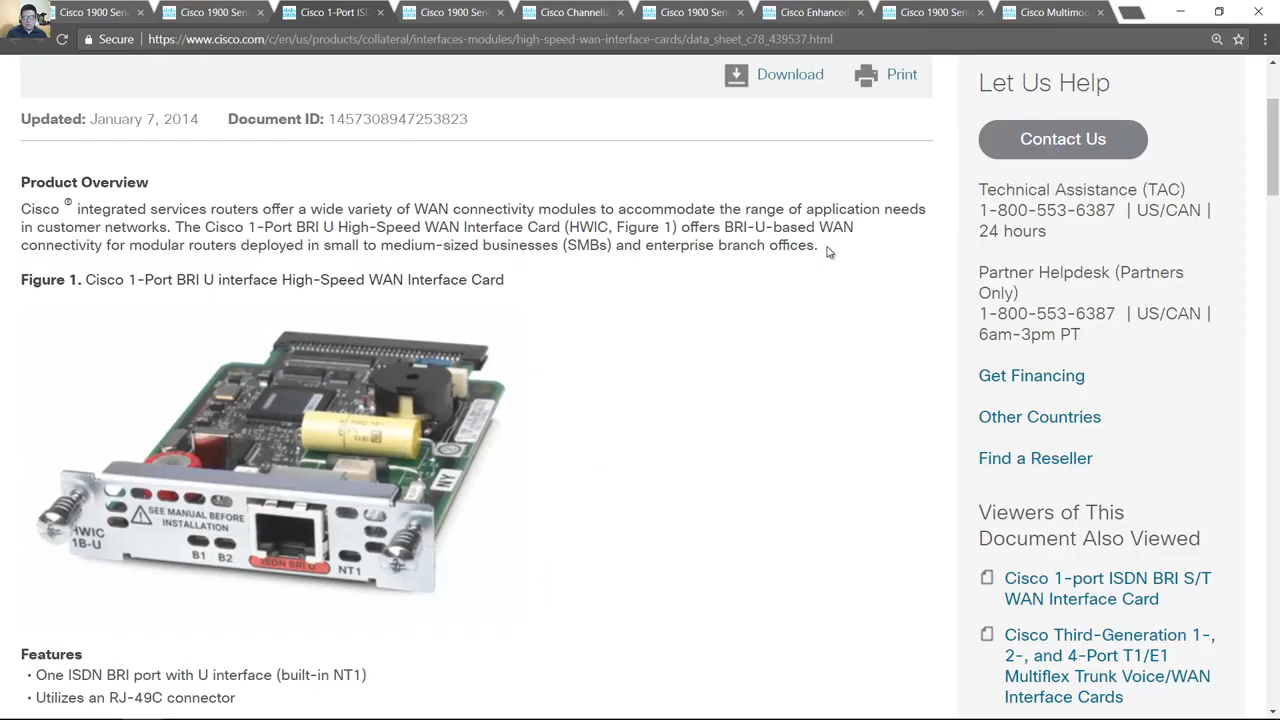 Cisco 1900 Seri
Cisco 1900 Serie
Cisco 1-Port ISD
Cisco 1900 Serie
Cisco Channeliz
Cisco 1900 Serie
Cisco Enhanced
Cisco 1900 Serie
Cisco Multimod
Secure
https://www.cisco.com/c/en/us/products/collateral/interfaces-modules/high-speed-wan-interface-cards/data_sheet_c78_439537.html
Download
Print
Updated: January 7, 2014
Document ID: 1457308947253823
Product Overview
Cisco ® integrated services routers offer a wide variety of WAN connectivity modules to accommodate the range of application needs
in customer networks. The Cisco 1-Port BRI U High-Speed WAN Interface Card (HWIC, Figure 1) offers BRI-U-based WAN
connectivity for modular routers deployed in small to medium-sized businesses (SMBs) and enterprise branch offices.
Figure 1. Cisco 1-Port BRI U interface High-Speed WAN Interface Card
SEE MANUAL BEFORE
INSTALLATION
HWIC
1B-U
B1
B2
ISDN BRI U
NT1
NY
Features
• One ISDN BRI port with U interface (built-in NT1)
• Utilizes an RJ-49C connector
Let Us Help
Contact Us
Technical Assistance (TAC)
1-800-553-6387 | US/CAN |
24 hours
Partner Helpdesk (Partners
Only)
1-800-553-6387 | US/CAN |
6am-3pm PT
Get Financing
Other Countries
Find a Reseller
Viewers of This
Document Also Viewed
Cisco 1-port ISDN BRI S/T
WAN Interface Card
Cisco Third-Generation 1-,
2-, and 4-Port T1/E1
Multiflex Trunk Voice/WAN
Interface Cards